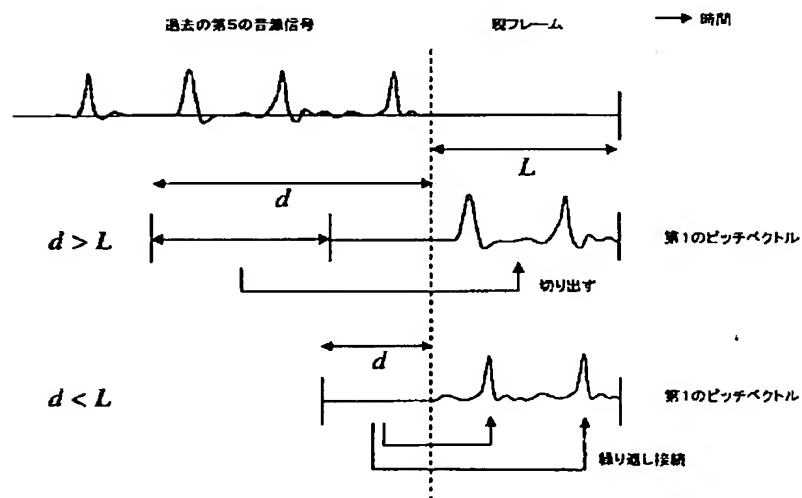 過去の第5の音源信号
現フレーム
時間
L
d
d > L
第1のピッチベクトル
切り出ず
d
d < L
第1のピッチベクトル
繰り返し接続